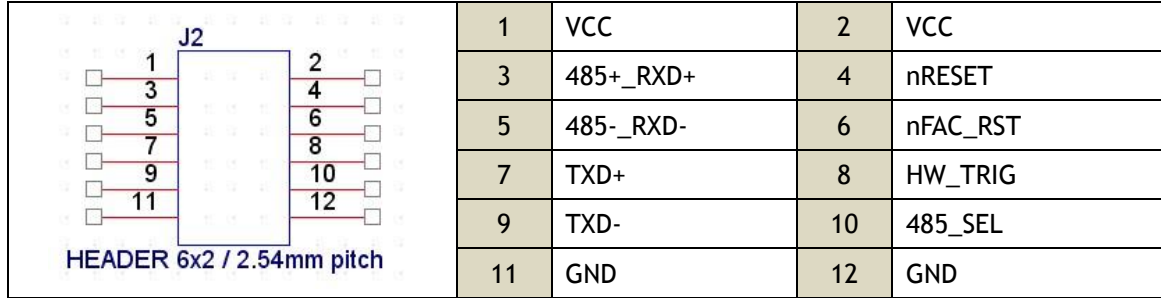 J2
1 2
3 4
5 6
7 8
9 10
11 12
HEADER 6x2 / 2.54mm pitch
1 VCC 2 VCC
3 485+_RXD+ 4 nRESET
5 485-_RXD- 6 nFAC_RST
7 TXD+ 8 HW_TRIG
9 TXD- 10 485_SEL
11 GND 12 GND